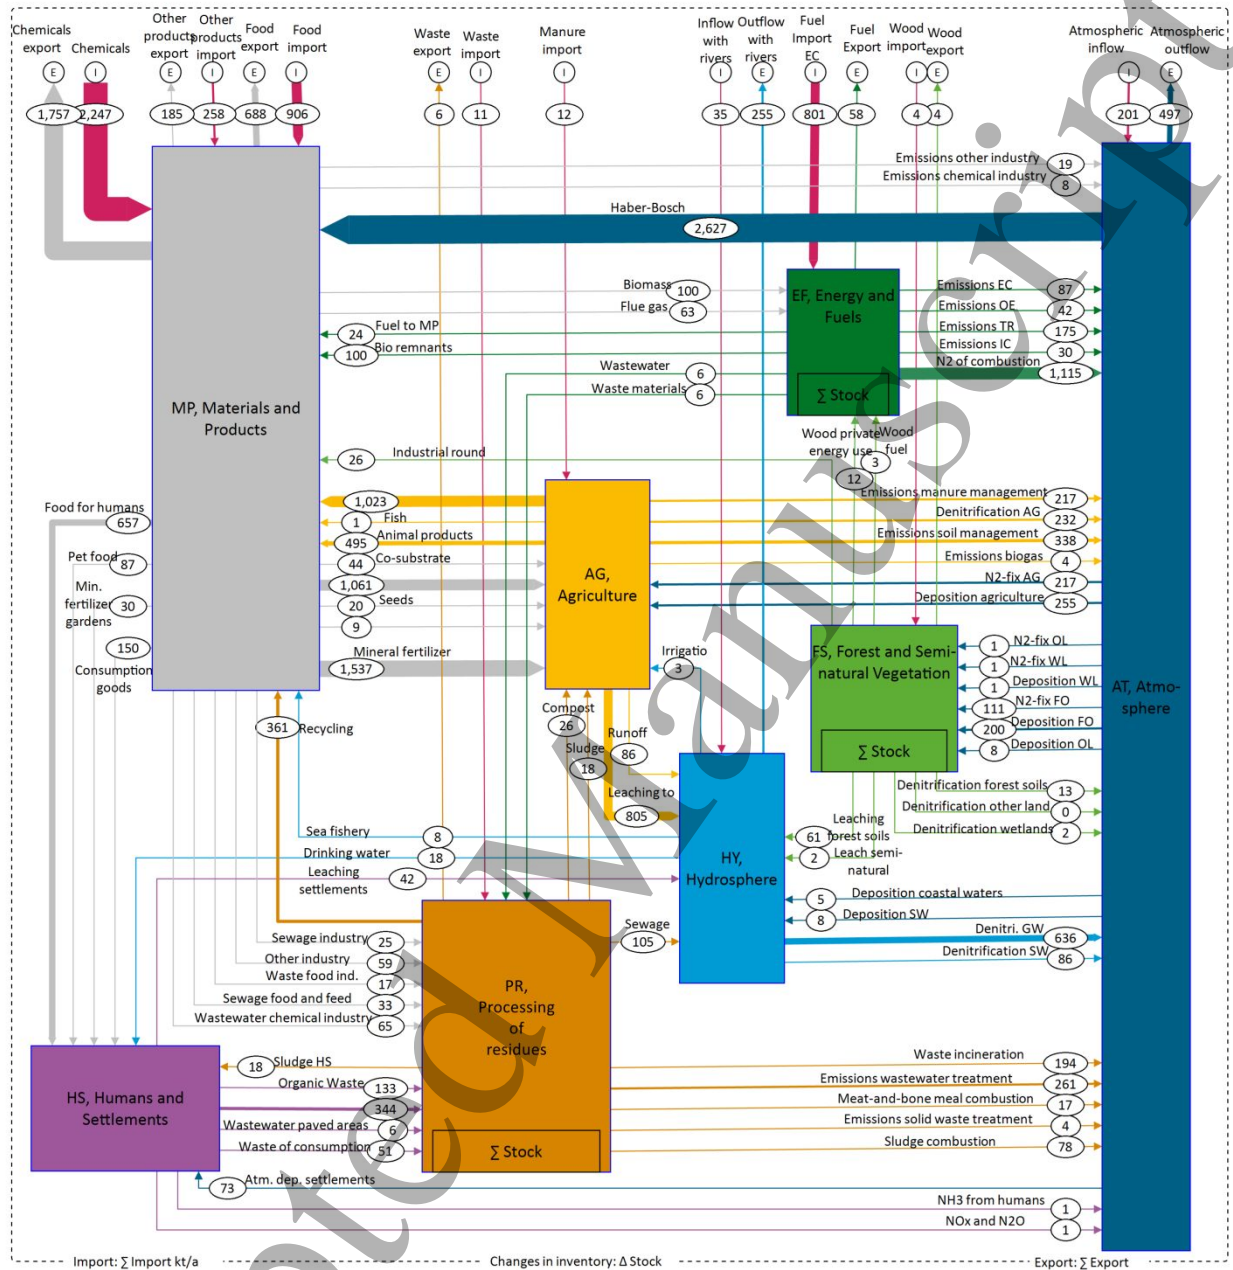 Chemicals
export
Chemicals
Other
products
export
Other
products
import
Food
export
Food
import
Waste
export
Waste
import
Manure
import
Inflow
with
rivers
Outflow
with
rivers
Fuel
Import
EC
Fuel
Export
Wood
import
Wood
export
Atmospheric
inflow
Atmospheric
outflow
E I E I E I E I I I E I E I E I E
1,757 2,247 185 258 688 906 6 11 12 35 255 801 58 4 4 201 497
Emissions other industry 19
Emissions chemical industry 8
Haber-Bosch
2,627
MP, Materials and
Products
EF, Energy and
Fuels
∑ Stock
Biomass 100
Flue gas 63
24 Fuel to MP
100 Bio remnants
Wastewater 6
Waste materials 6
Emissions EC 87
Emissions OE 42
Emissions TR 175
Emissions IC 30
N2 of combustion
1,115
Wood private
energy use
12
Wood
fuel
3
26 Industrial round
1,023
1 Fish
495 Animal products
44 Co-substrate
1,061
20 Seeds
9
Mineral fertilizer
1,537
AG,
Agriculture
Emissions manure management 217
Denitrification AG 232
Emissions soil management 338
Emissions biogas 4
N2-fix AG 217
Deposition agriculture 255
Food for humans
657
Pet food 87
Min.
fertilizer
gardens
30
150
Consumption
goods
Irrigatio
3
FS, Forest and Semi-
natural Vegetation
∑ Stock
AT, Atmo-
sphere
1 N2-fix OL
1 N2-fix WL
1 Deposition WL
111 N2-fix FO
200 Deposition FO
8 Deposition OL
361 Recycling
Compost
26
Sludge
18
Runoff
86
Leaching to
805
Denitrification forest soils 13
Denitrification other land 0
Denitrification wetlands 2
Leaching
forest soils
61
Leach semi-
natural
2
Sea fishery 8
Drinking water 18
Leaching
settlements
42
HY,
Hydrosphere
5 Deposition coastal waters
8 Deposition SW
Denitri. GW 636
Denitrification SW 86
Sewage
105
Sewage industry 25
Other industry 59
Waste food ind. 17
Sewage food and feed 33
Wastewater chemical industry 65
PR,
Processing
of
residues
∑ Stock
HS, Humans and
Settlements
18 Sludge HS
Organic Waste 133
344
Wastewater paved areas 6
Waste of consumption 51
73 Atm. dep. settlements
Waste incineration 194
Emissions wastewater treatment 261
Meat-and-bone meal combustion 17
Emissions solid waste treatment 4
Sludge combustion 78
NH3 from humans 1
NOx and N2O 1
Import: ∑ Import kt/a
Changes in inventory: Δ Stock
Export: ∑ Export
pted Manuscript